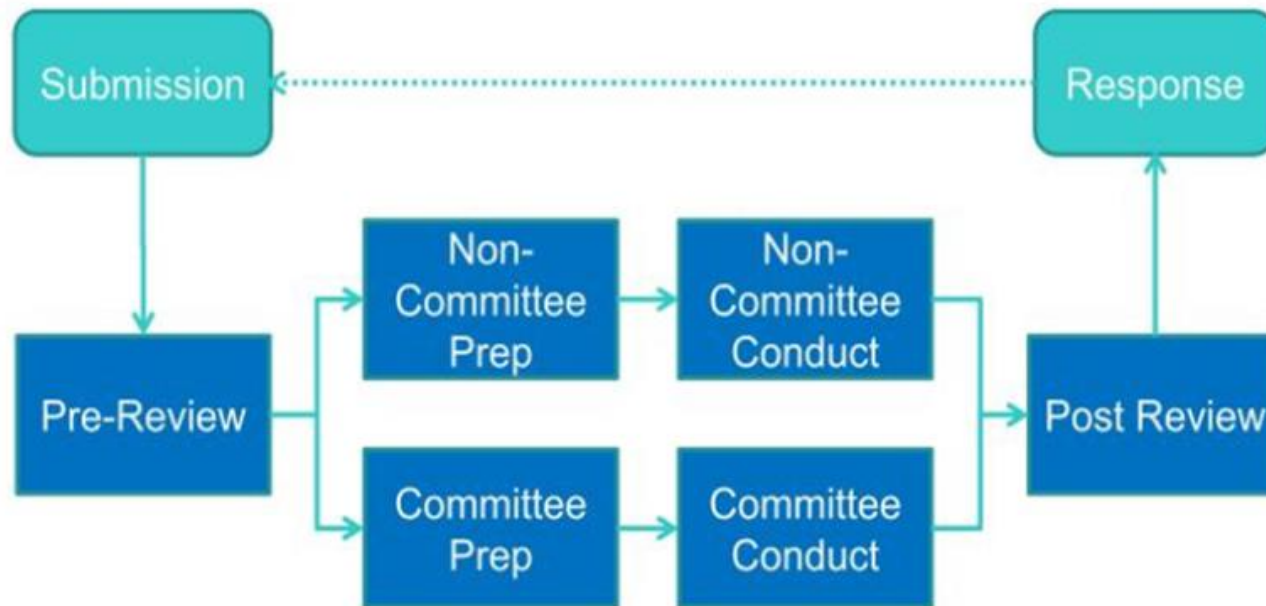 Submission
Response
Non-
Committee
Prep
Non-
Committee
Conduct
Pre-Review
Post Review
Committee
Prep
Committee
Conduct